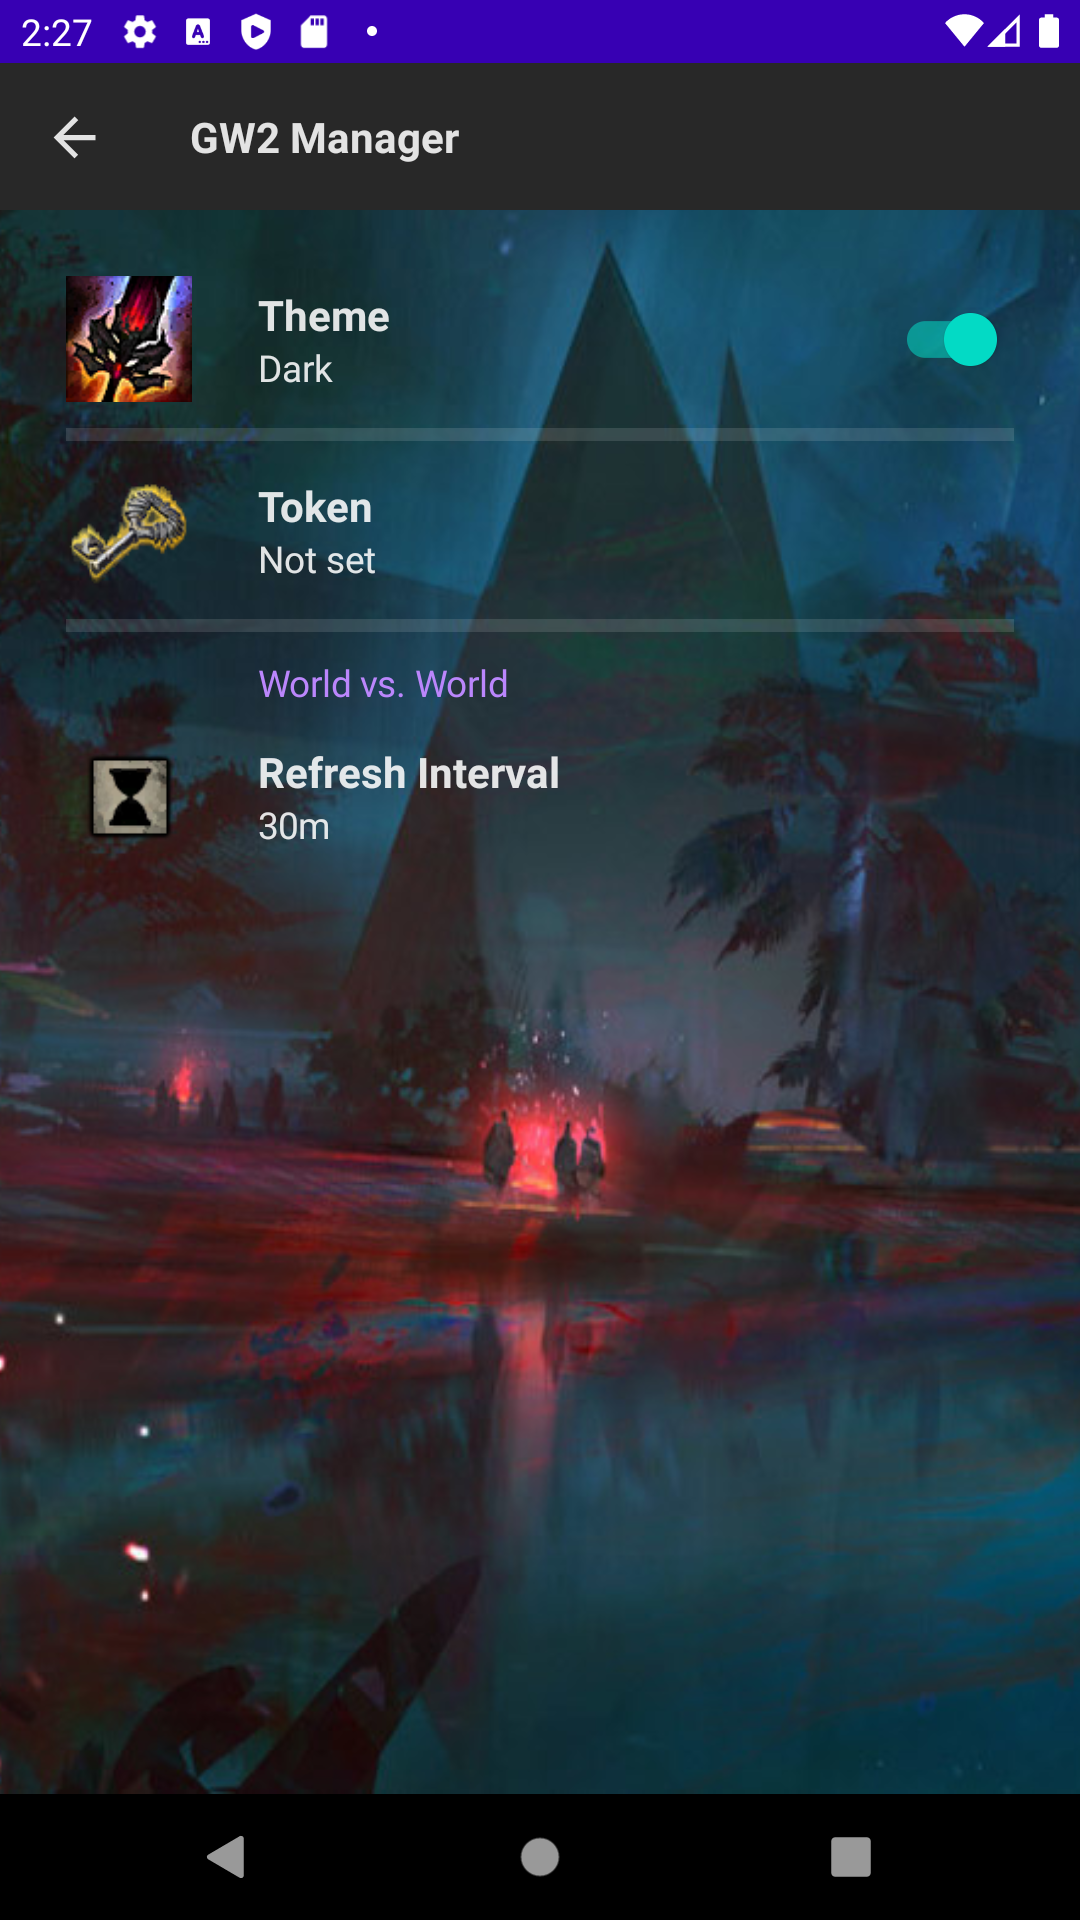 2:27
GW2 Manager
Theme
Dark
Token
Not set
World vs. World
Refresh Interval
30m